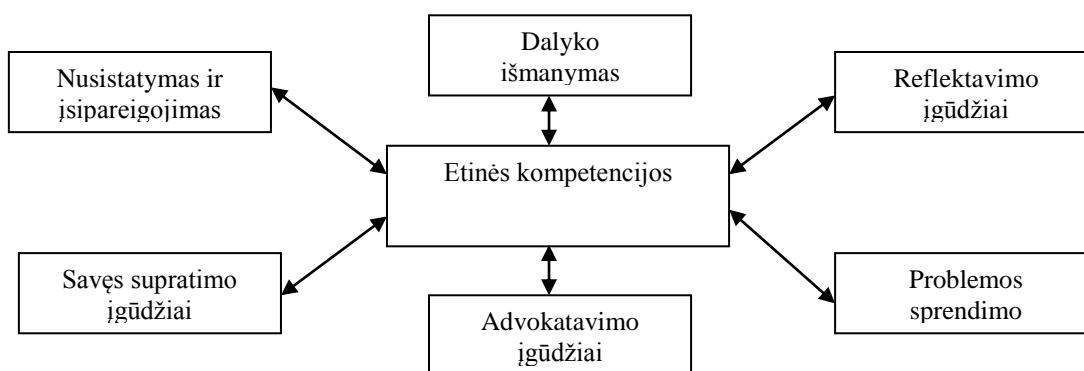 Dalyko
išmanymas
Nusistatymas ir
įsipareigojimas
Reflektavimo
įgūdžiai
Etinės kompetencijos
Savęs supratimo
įgūdžiai
Advokatavimo
įgūdžiai
Problemos
sprendimo